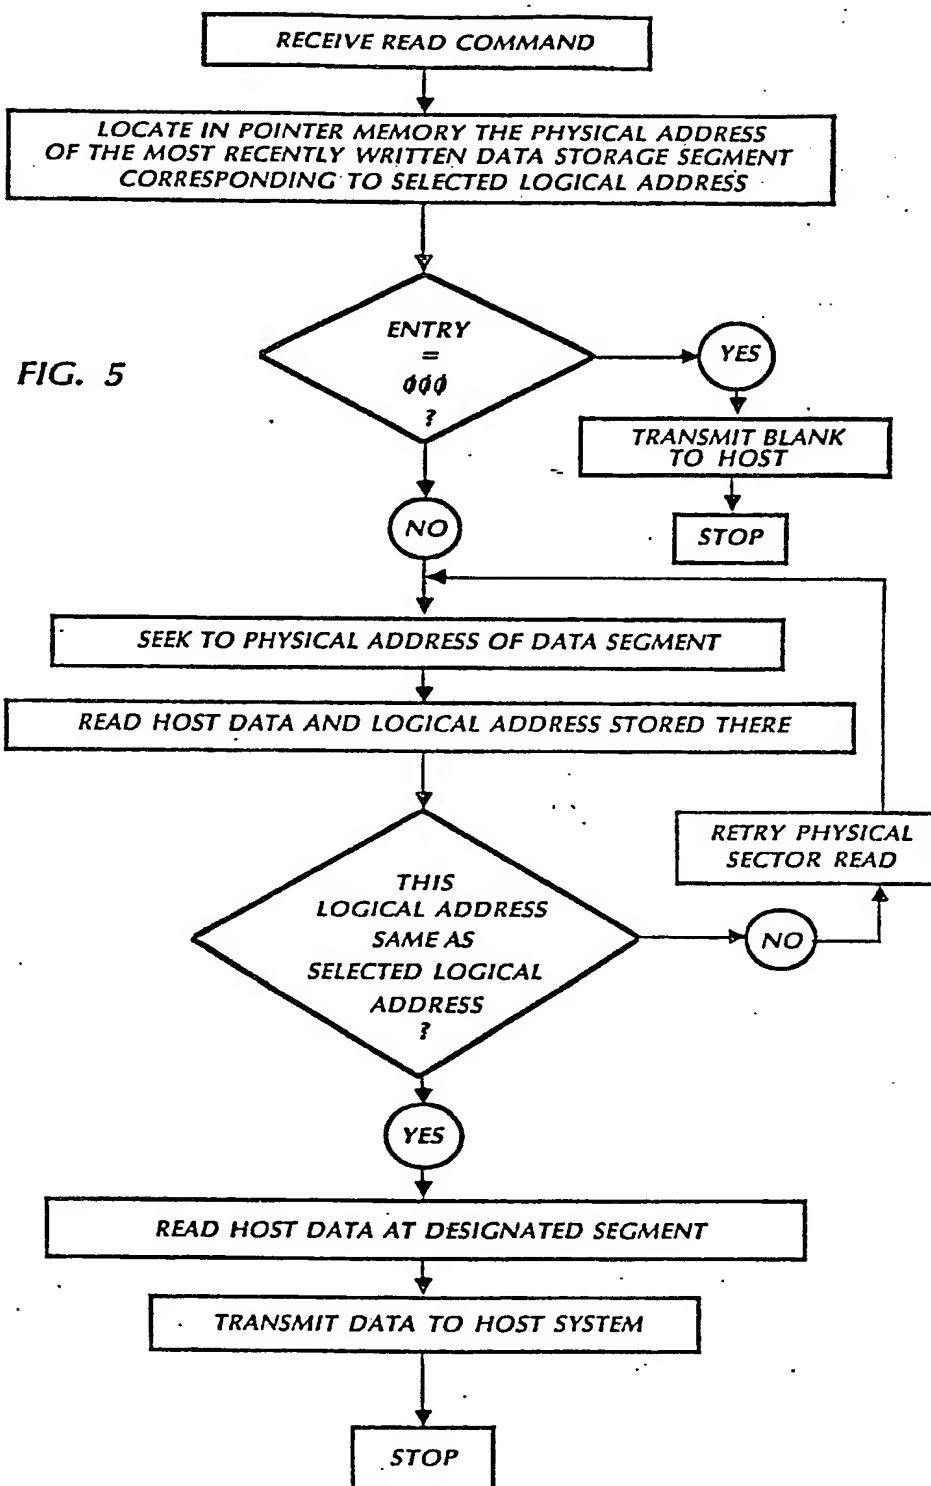 RECEIVE READ COMMAND
LOCATE IN POINTER MEMORY THE PHYSICAL ADDRESS
OF THE MOST RECENTLY WRITTEN DATA STORAGE SEGMENT
CORRESPONDING TO SELECTED LOGICAL ADDRESS
FIG. 5
ENTRY
=
ϕϕϕ
?
YES
TRANSMIT BLANK
TO HOST
STOP
NO
SEEK TO PHYSICAL ADDRESS OF DATA SEGMENT
READ HOST DATA AND LOGICAL ADDRESS STORED THERE
RETRY PHYSICAL
SECTOR READ
THIS
LOGICAL ADDRESS
SAME AS
SELECTED LOGICAL
ADDRESS
?
NO
YES
READ HOST DATA AT DESIGNATED SEGMENT
TRANSMIT DATA TO HOST SYSTEM
STOP